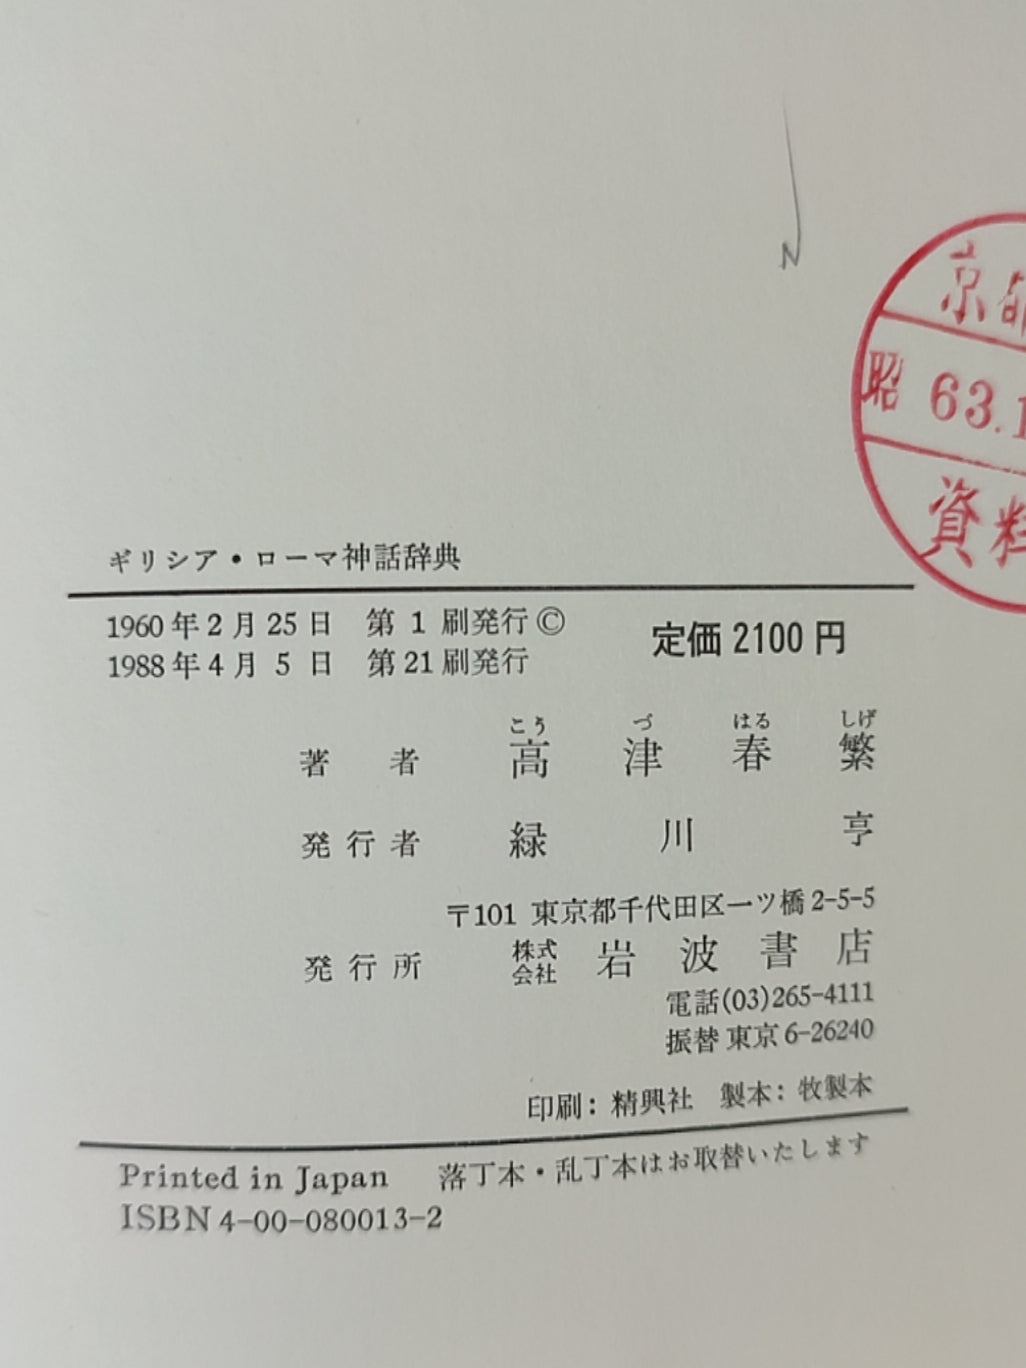 京都
昭 63.1
資料
ギリシア・ローマ神話辞典
1960年2月25日 第1刷発行©
1988年4月5日 第21刷発行
定価2100円
こう づ はる しげ
著者 高津春繁
発行者 緑川亨
〒101 東京都千代田区一ツ橋2-5-5
発行所 株式会社 岩波書店
電話(03)265-4111
振替 東京6-26240
印刷：精興社 製本：牧製本
Printed in Japan 落丁本・乱丁本はお取替いたします
ISBN4-00-080013-2